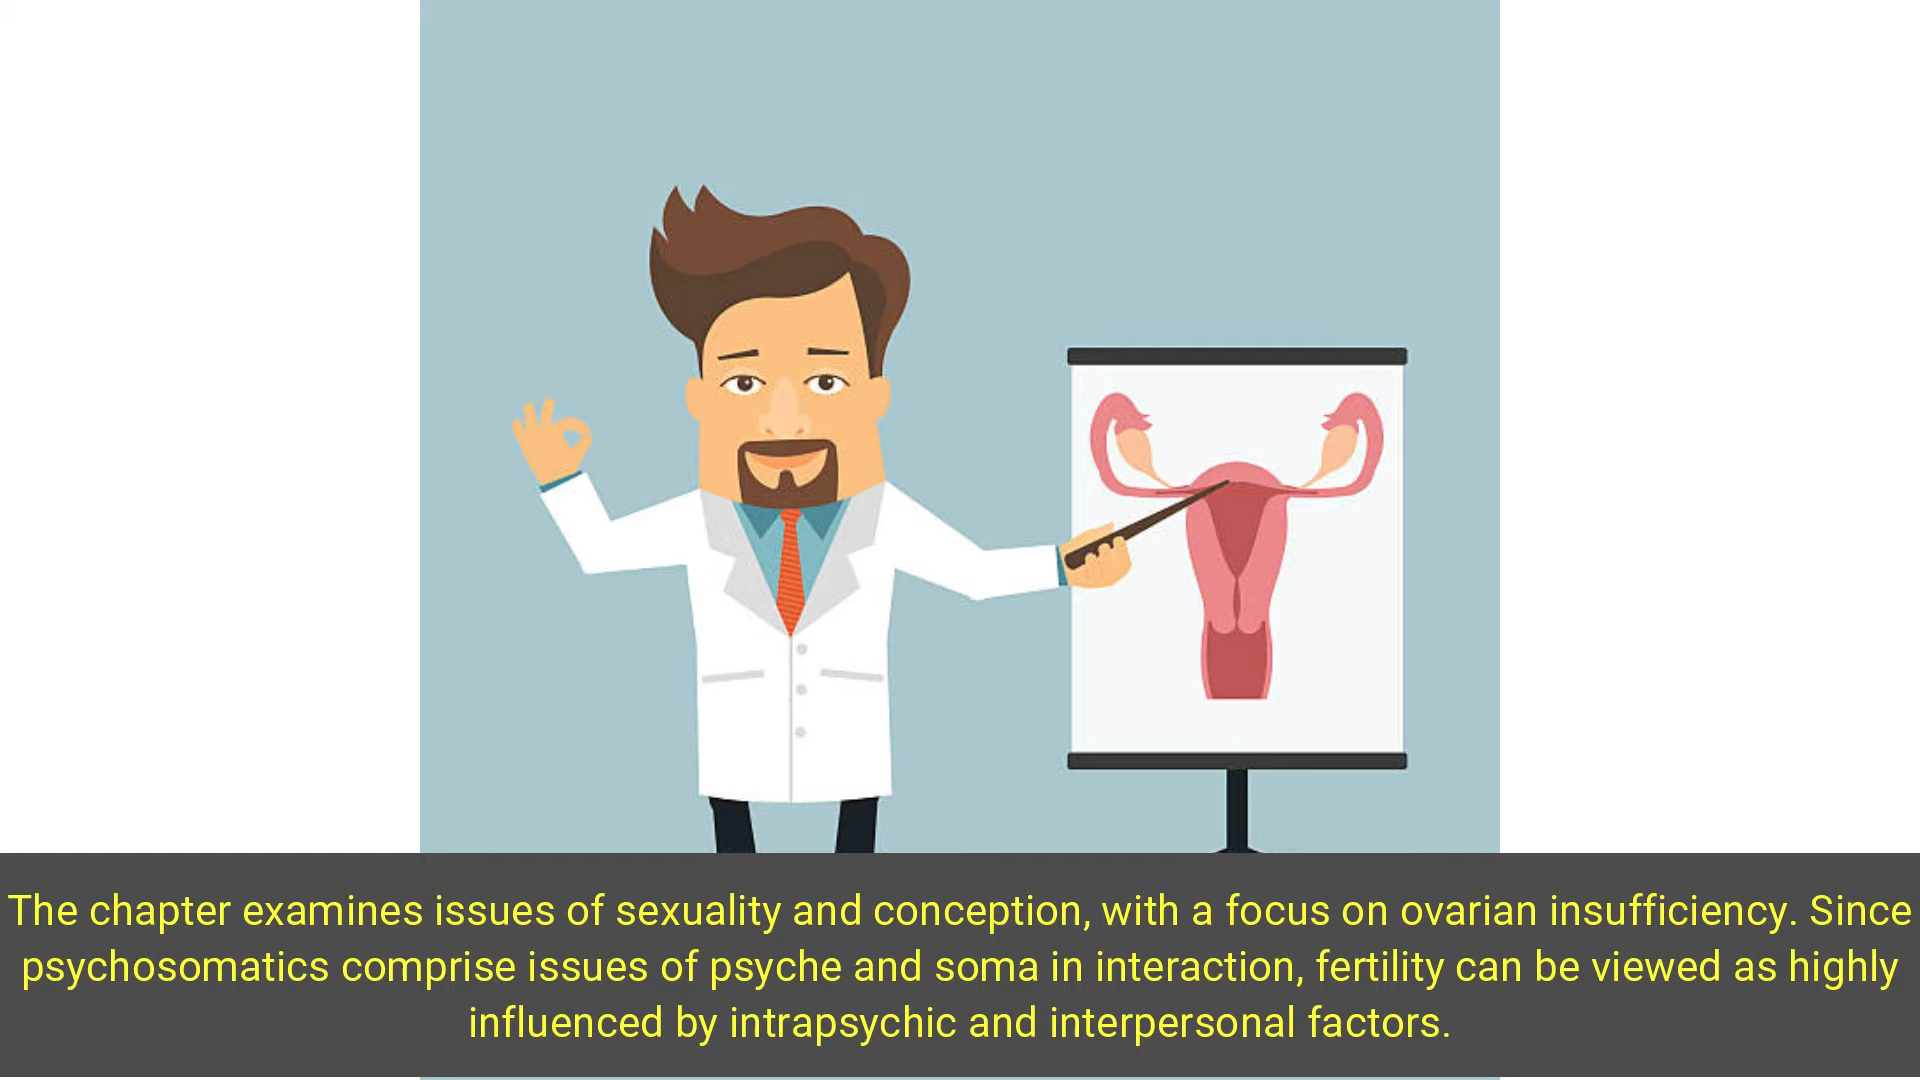 The chapter examines issues of sexuality and conception, with a focus on ovarian insufficiency. Since
psychosomatics comprise issues of psyche and soma in interaction, fertility can be viewed as highly
influenced by intrapsychic and interpersonal factors.